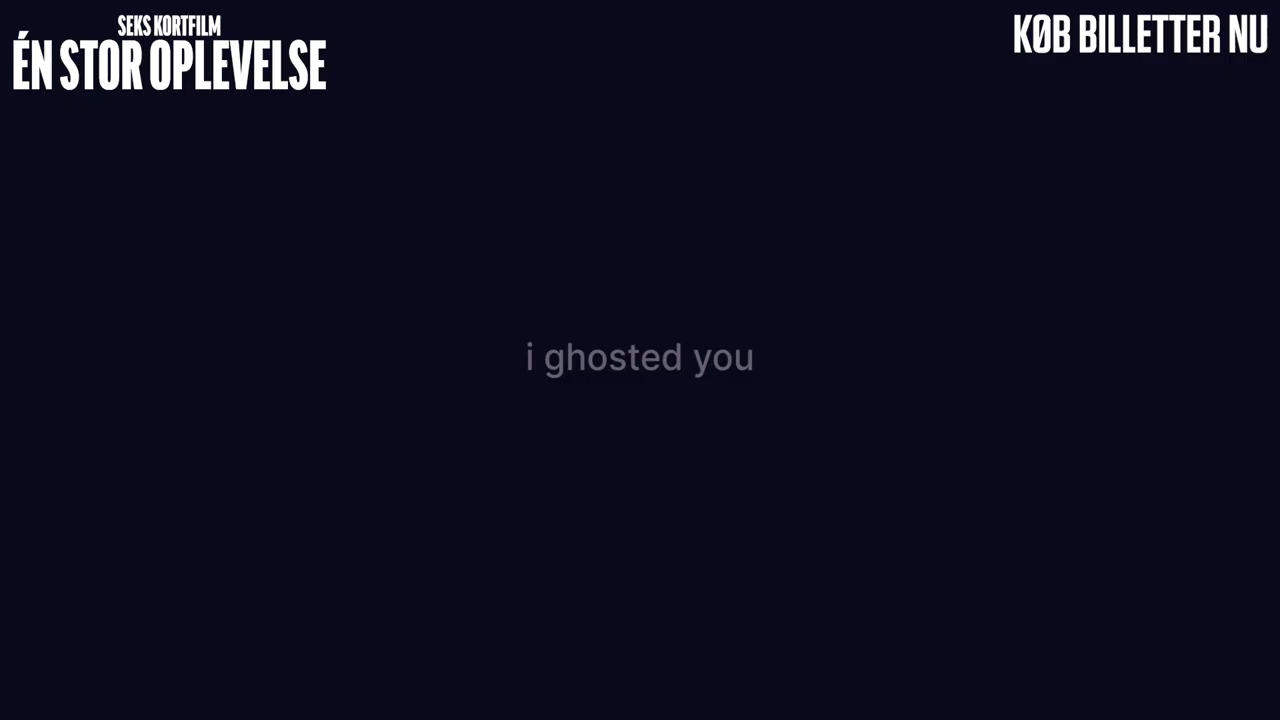 SEKS KORTFILM
ÉN STOR OPLEVELSE
KØB BILLETTER NU
i ghosted you